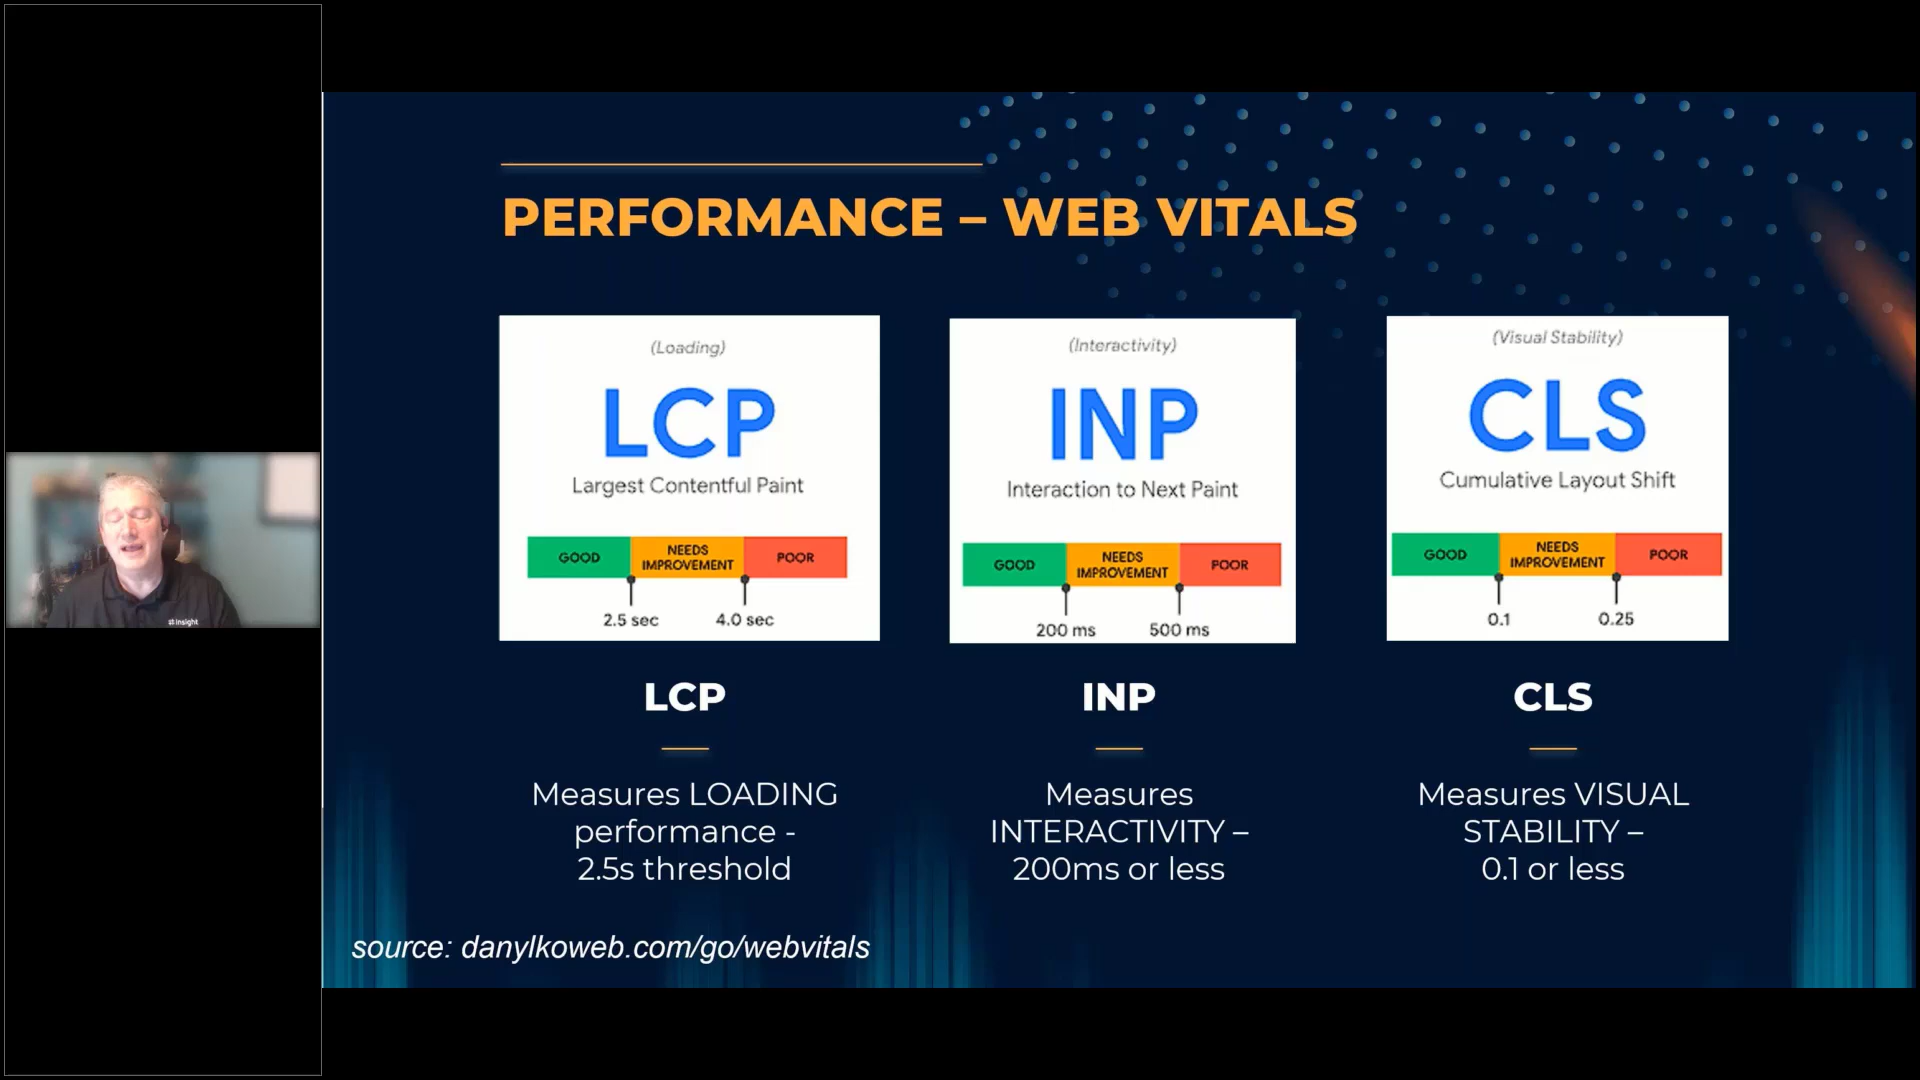 PERFORMANCE – WEB VITALS
(Loading)
LCP
Largest Contentful Paint
GOOD
NEEDS
IMPROVEMENT
POOR
2.5 sec
4.0 sec
(Interactivity)
INP
Interaction to Next Paint
GOOD
NEEDS
IMPROVEMENT
POOR
200 ms
500 ms
(Visual Stability)
CLS
Cumulative Layout Shift
GOOD
NEEDS
IMPROVEMENT
POOR
0.1
0.25
LCP
Measures LOADING
performance -
2.5s threshold
INP
Measures
INTERACTIVITY –
200ms or less
CLS
Measures VISUAL
STABILITY –
0.1 or less
source: danylkoweb.com/go/webvitals
Insight